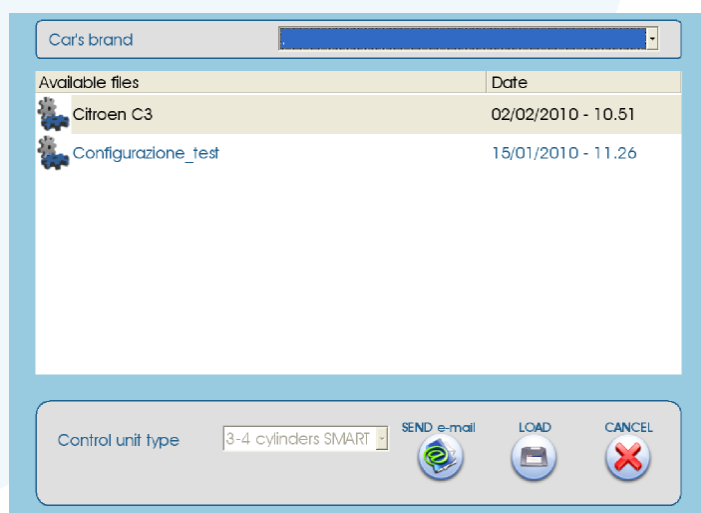 Car's brand
Available files Date
Citroen C3 02/02/2010 - 10.51
Configurazione_test 15/01/2010 - 11.26
Control unit type 3-4 cylinders SMART SEND e-mail LOAD CANCEL